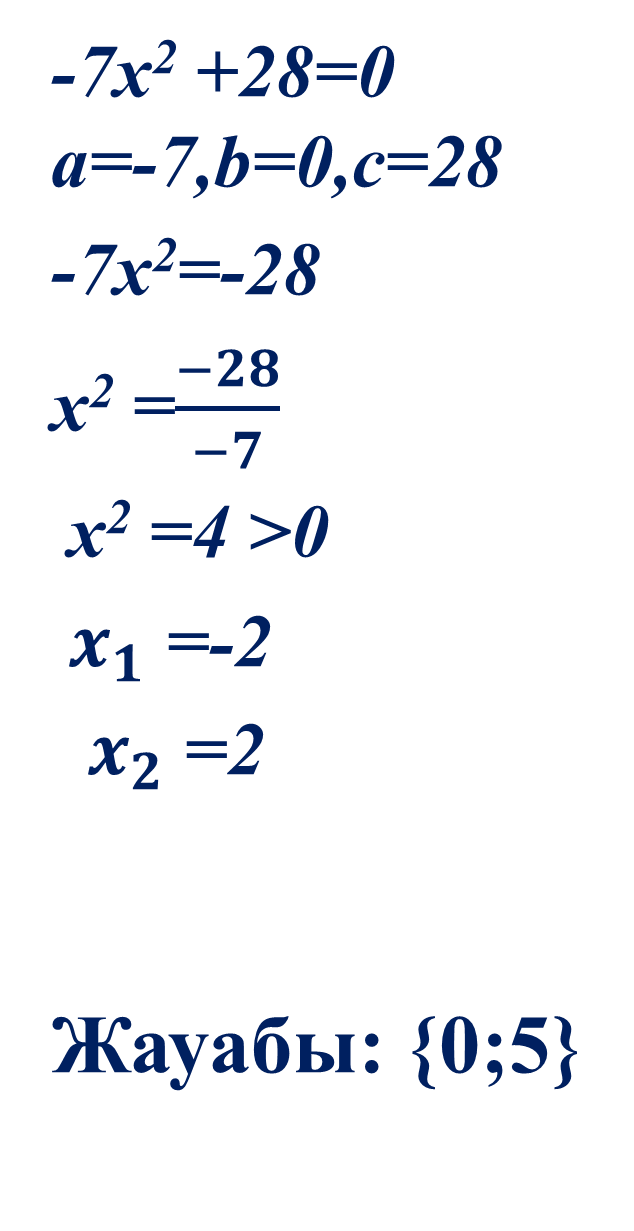 -7x² +28=0
a=-7,b=0,c=28
-7x²=-28
x² =−28/−7
x² =4 >0
x₁ =-2
x₂ =2
Жауабы: {0;5}